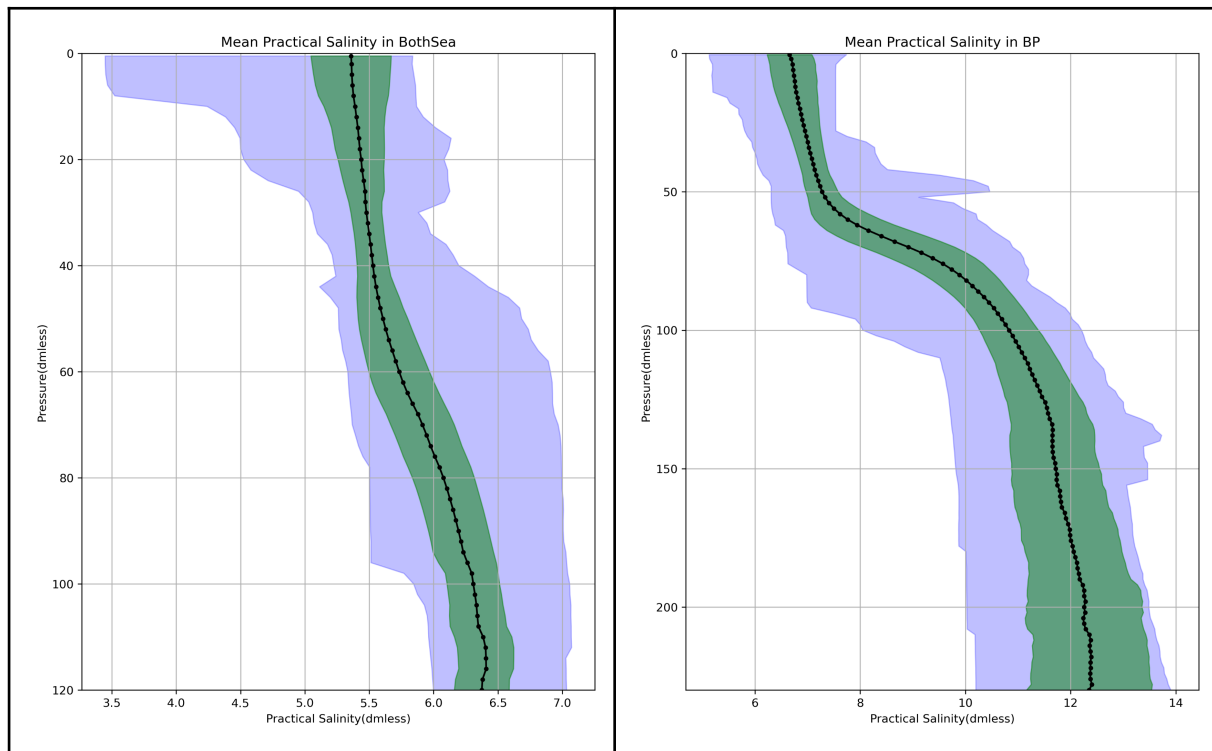 Mean Practical Salinity in BothSea
0
20
40
60
80
100
120
Pressure(dmless)
3.5 4.0 4.5 5.0 5.5 6.0 6.5 7.0
Practical Salinity(dmless)
Mean Practical Salinity in BP
0
50
100
150
200
Pressure(dmless)
6 8 10 12 14
Practical Salinity(dmless)